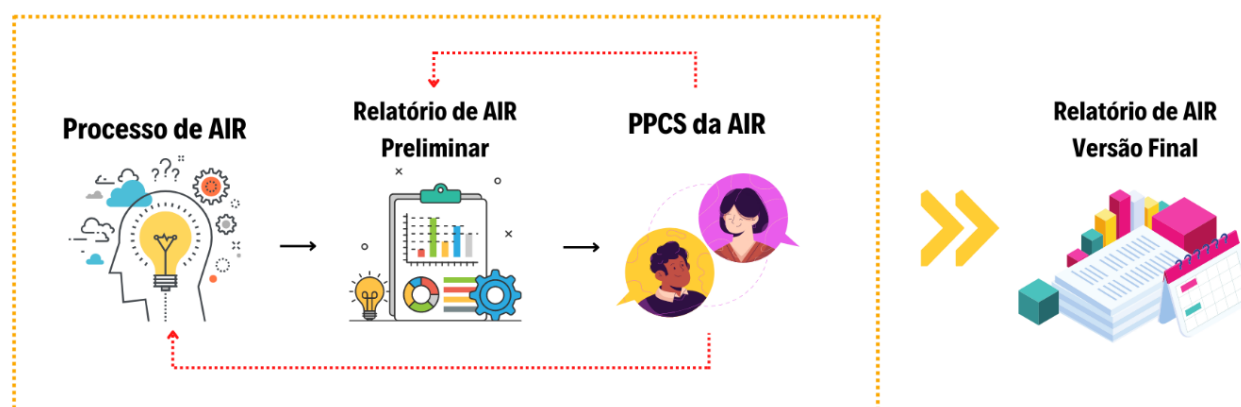 Processo de AIR
Relatório de AIR
Preliminar
PPCS da AIR
Relatório de AIR
Versão Final